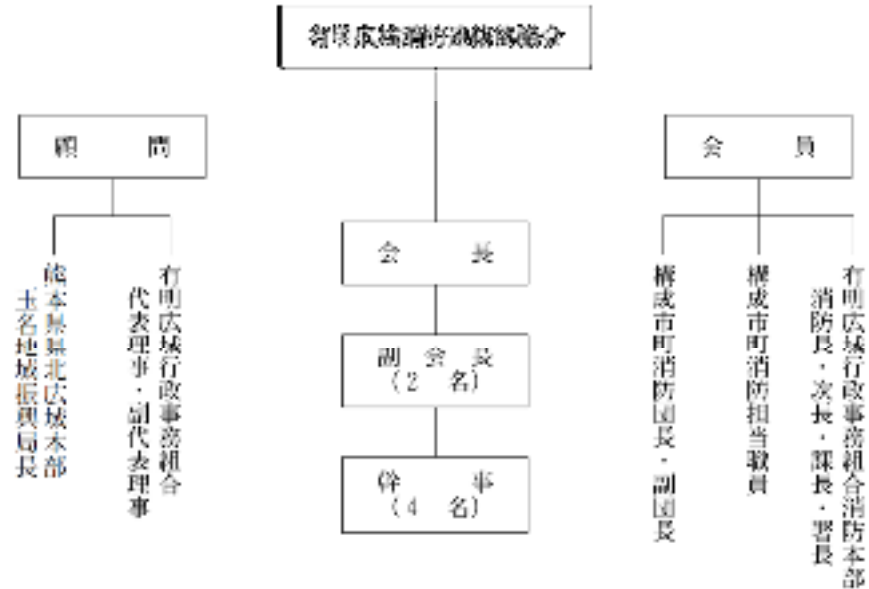 顧問
熊本県県北広域本部
玉名地域振興局長
有明広域行政事務組合
代表理事・副代表理事
会長
副会長
(2 名)
幹事
(4 名)
会員
構成市町消防団長・副団長
構成市町消防担当職員
有明広域行政事務組合消防本部
消防長・次長・課長・署長